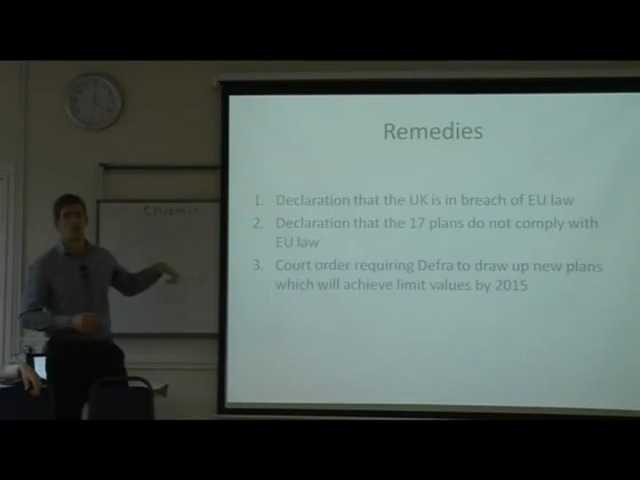 Remedies
1. Declaration that the UK is in breach of EU law
2. Declaration that the 17 plans do not comply with
EU law
3. Court order requiring Defra to draw up new plans
which will achieve limit values by 2015